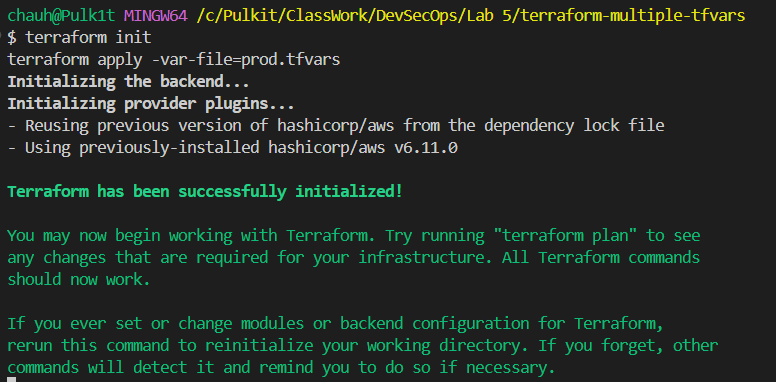 chauh@Pulk1t MINGW64 /c/Pulkit/ClassWork/DevSecOps/Lab 5/terraform-multiple-tfvars
$ terraform init
terraform apply -var-file=prod.tfvars
Initializing the backend...
Initializing provider plugins...
- Reusing previous version of hashicorp/aws from the dependency lock file
- Using previously-installed hashicorp/aws v6.11.0
Terraform has been successfully initialized!
You may now begin working with Terraform. Try running "terraform plan" to see
any changes that are required for your infrastructure. All Terraform commands
should now work.
If you ever set or change modules or backend configuration for Terraform,
rerun this command to reinitialize your working directory. If you forget, other
commands will detect it and remind you to do so if necessary.